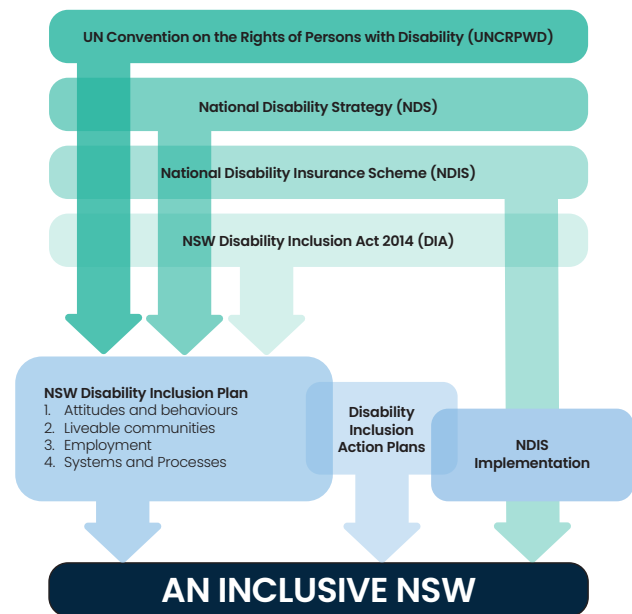 UN Convention on the Rights of Persons with Disability (UNCRPWD)
National Disability Strategy (NDS)
National Disability Insurance Scheme (NDIS)
NSW Disability Inclusion Act 2014 (DIA)
NSW Disability Inclusion Plan
1. Attitudes and behaviours
2. Liveable communities
3. Employment
4. Systems and Processes
Disability
Inclusion
Action Plans
NDIS
Implementation
AN INCLUSIVE NSW